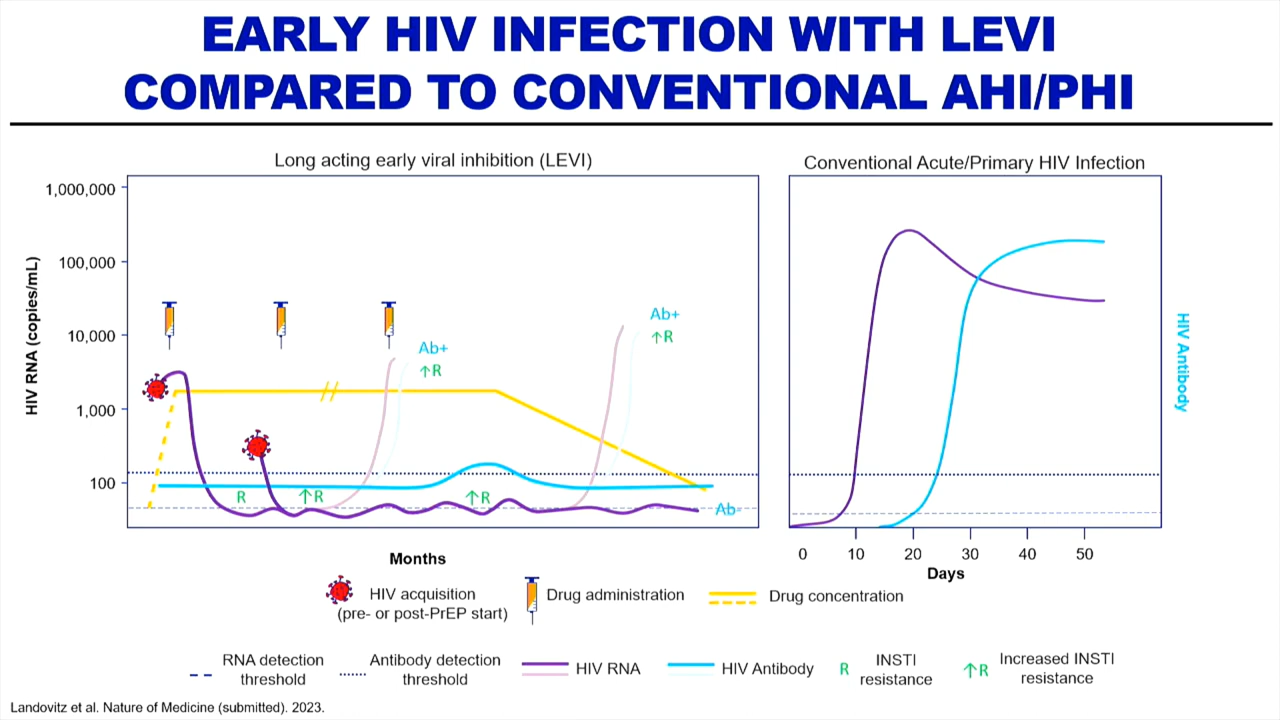 EARLY HIV INFECTION WITH LEVI
COMPARED TO CONVENTIONAL AHI/PHI
Long acting early viral inhibition (LEVI)
Conventional Acute/Primary HIV Infection
HIV RNA (copies/mL)
1,000,000
100,000
10,000
1,000
100
Ab+
↑R
Ab+
↑R
R
↑R
↑R
Ab-
HIV Antibody
0 10 20 30 40 50
Months
Days
HIV acquisition
(pre- or post-PrEP start)
Drug administration
Drug concentration
RNA detection
threshold
Antibody detection
threshold
HIV RNA
HIV Antibody
R
INSTI
resistance
↑R
Increased INSTI
resistance
Landovitz et al. Nature of Medicine (submitted). 2023.